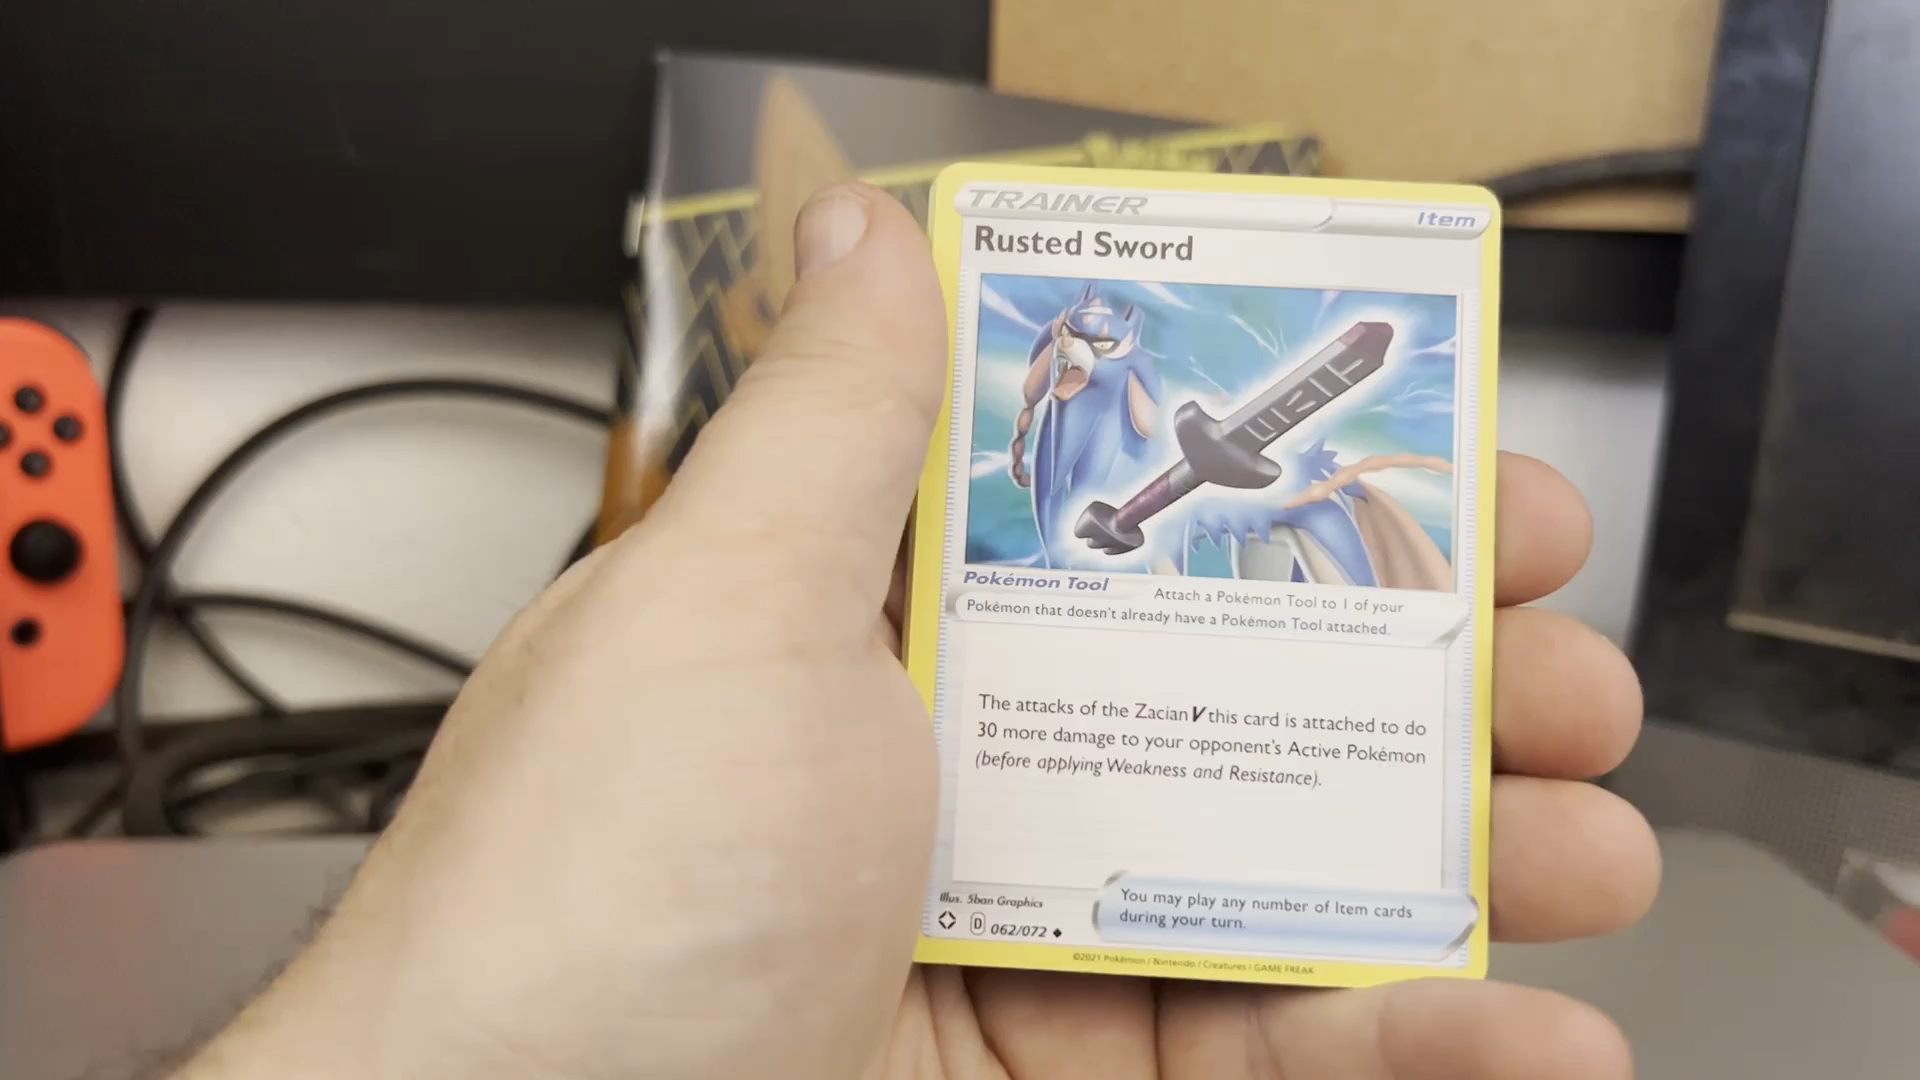 TRAINER
Item
Rusted Sword
Pokémon Tool
Attach a Pokémon Tool to 1 of your
Pokémon that doesn't already have a Pokémon Tool attached.
The attacks of the Zacian V this card is attached to do
30 more damage to your opponent's Active Pokémon
(before applying Weakness and Resistance).
Illus. 5ban Graphics
D 062/072
You may play any number of Item cards
during your turn.
©2021 Pokémon / Nintendo / Creatures / GAME FREAK